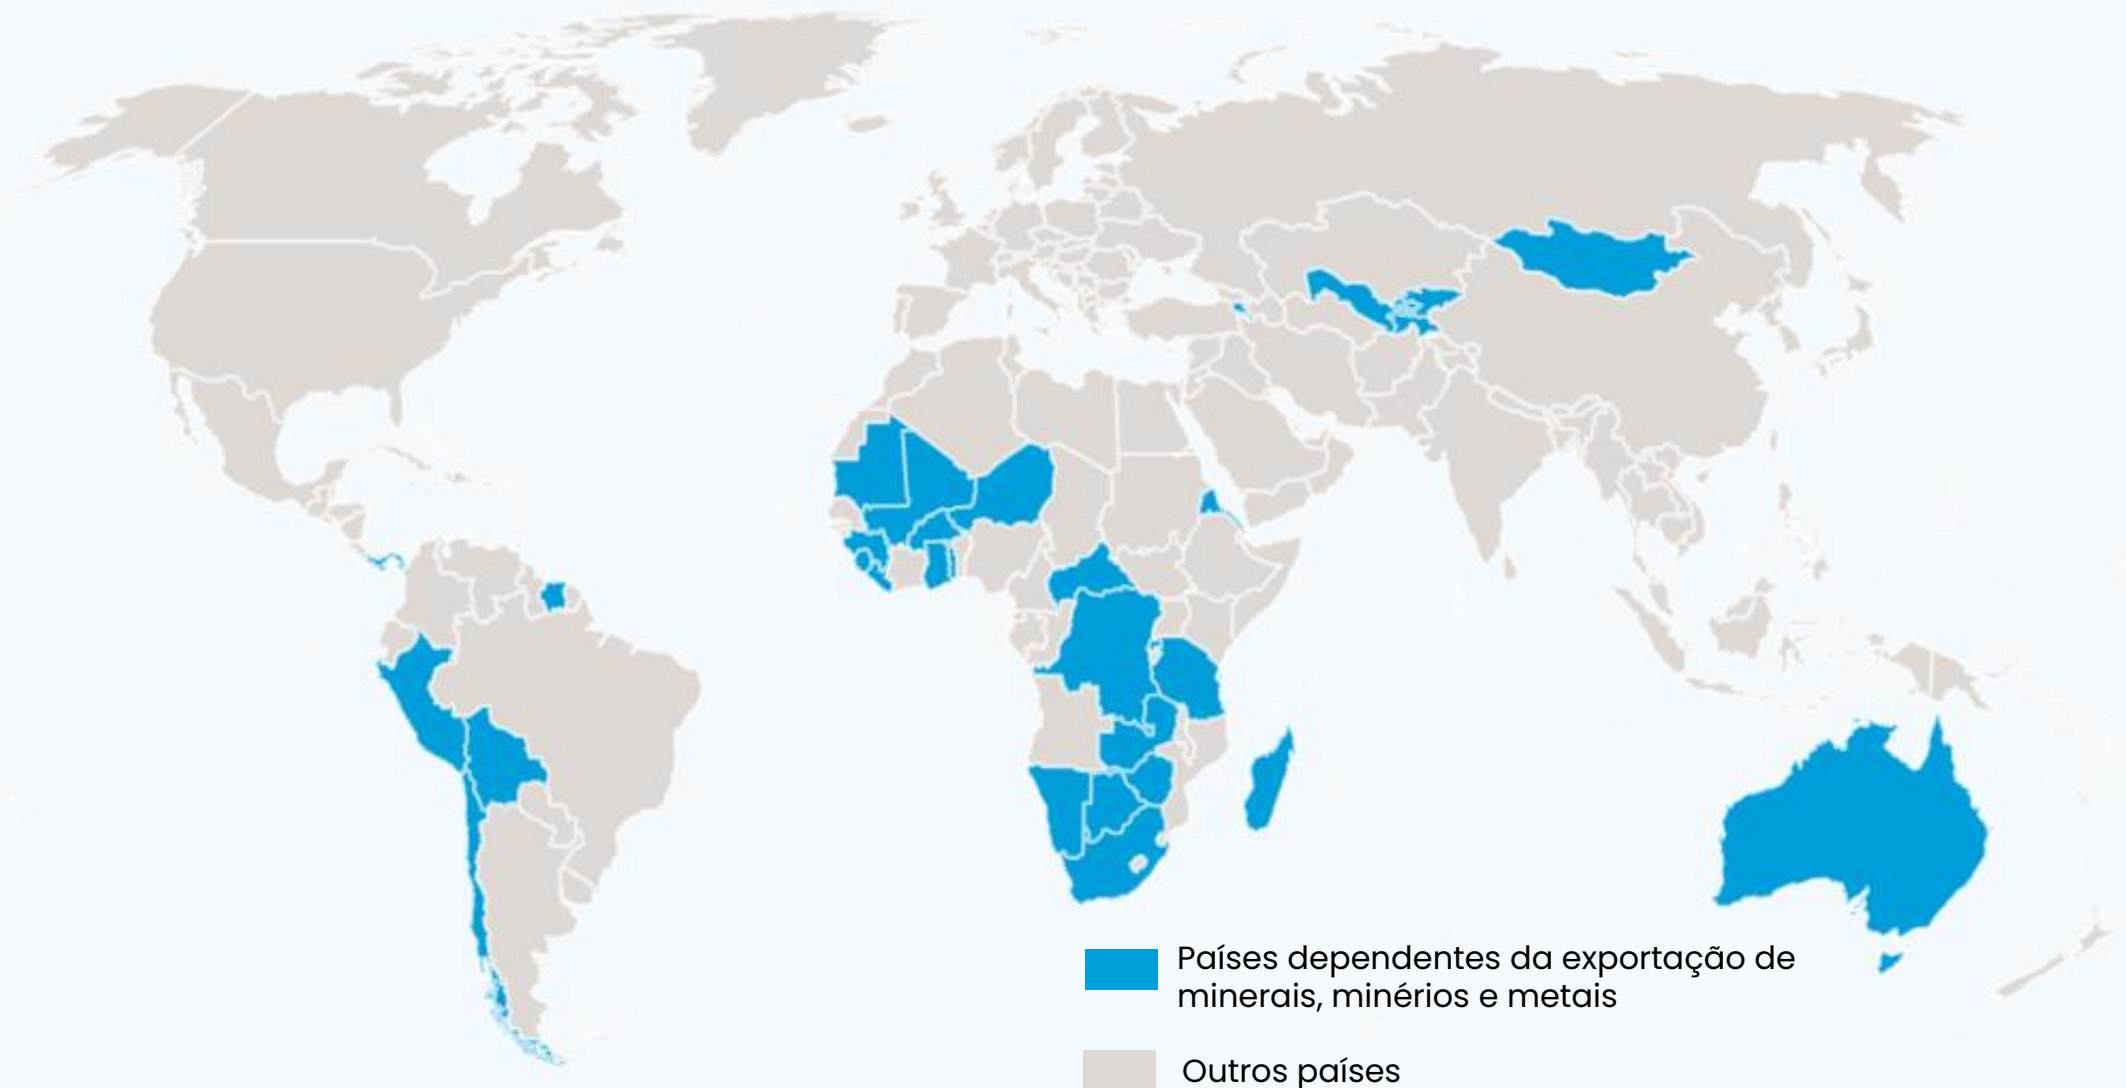 Países dependentes da exportação de
minerais, minérios e metais
Outros países